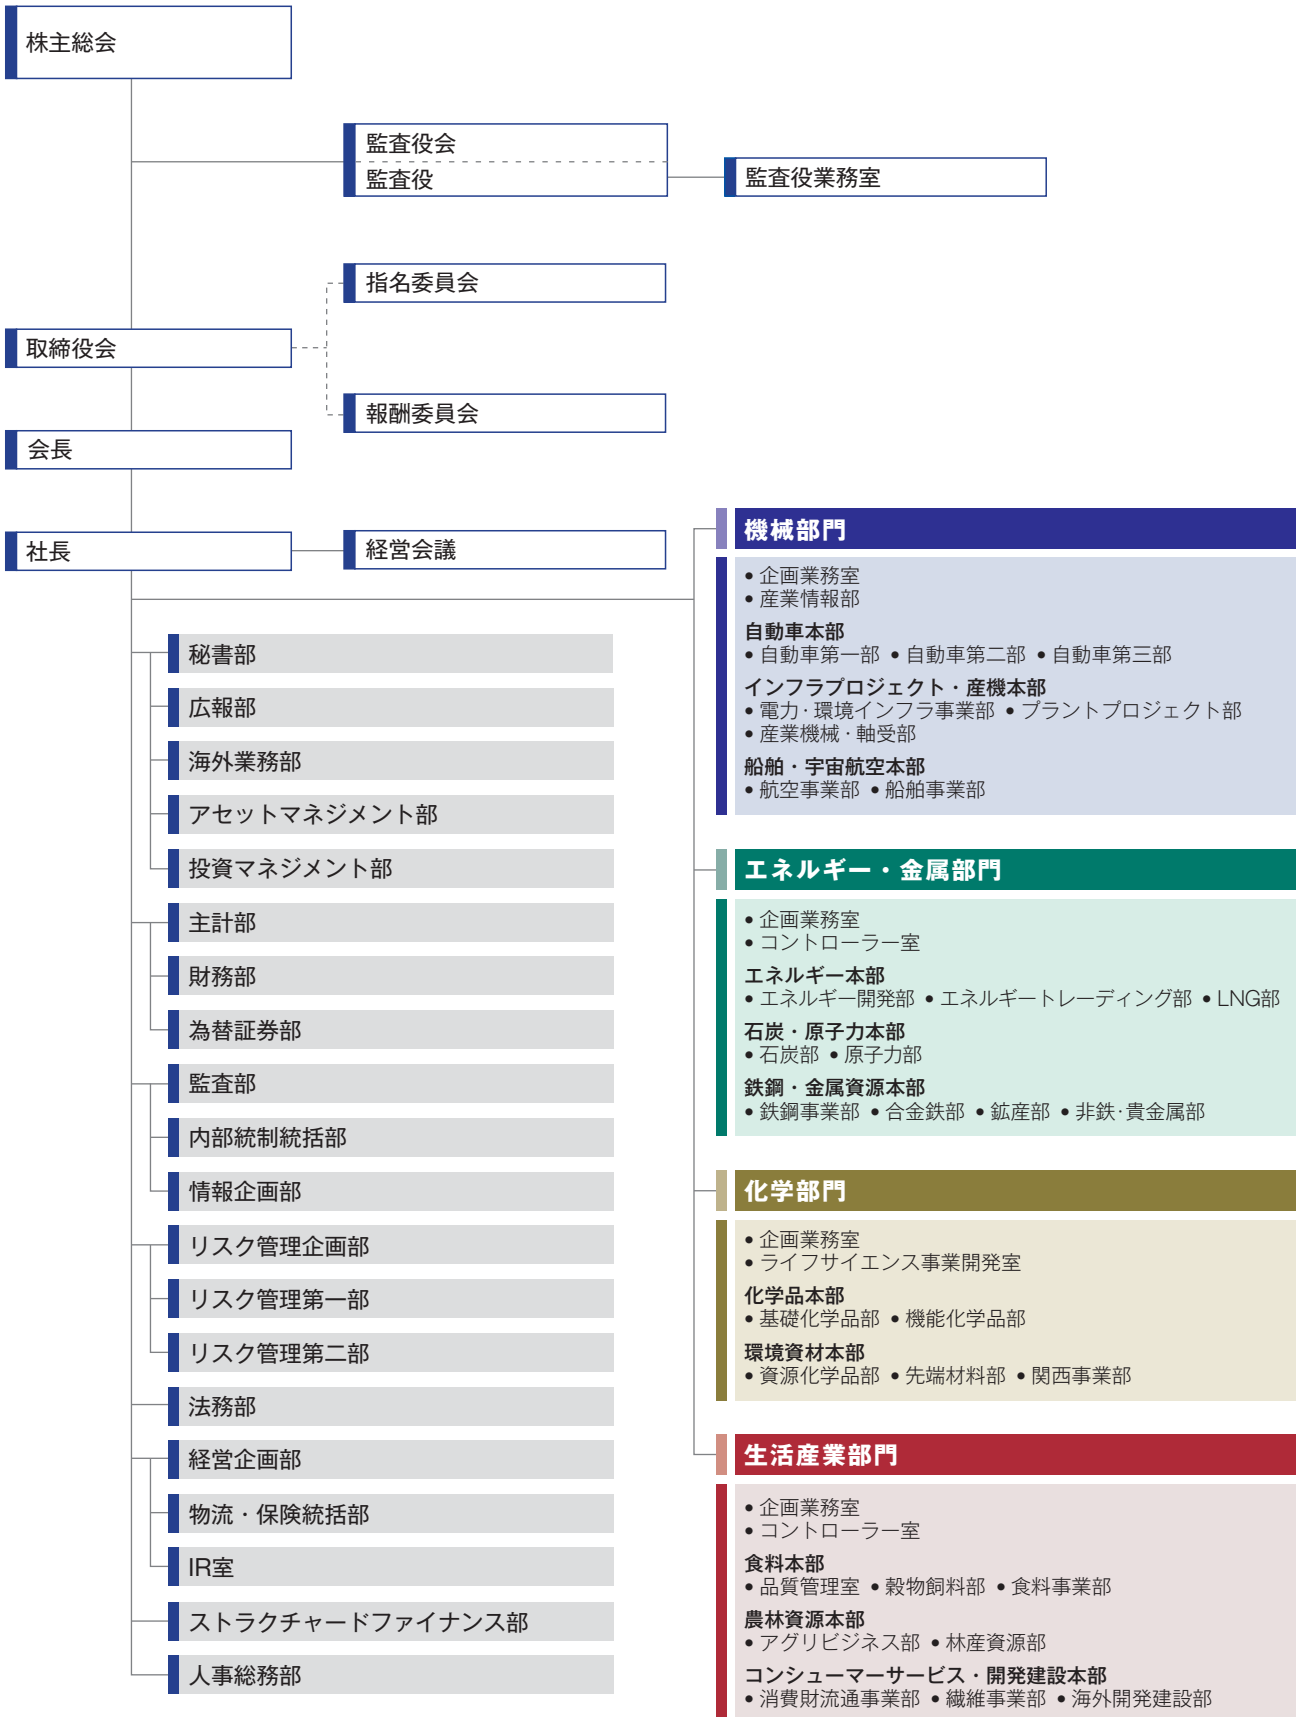 株主総会
監査役会
監査役
監査役業務室
指名委員会
取締役会
報酬委員会
会長
社長
経営会議
秘書部
広報部
海外業務部
アセットマネジメント部
投資マネジメント部
主計部
財務部
為替証券部
監査部
内部統制統括部
情報企画部
リスク管理企画部
リスク管理第一部
リスク管理第二部
法務部
経営企画部
物流・保険統括部
IR室
ストラクチャードファイナンス部
人事総務部
機械部門
• 企画業務室
• 産業情報部
自動車本部
• 自動車第一部 • 自動車第二部 • 自動車第三部
インフラプロジェクト・産機本部
• 電力・環境インフラ事業部 • プラントプロジェクト部
• 産業機械・軸受部
船舶・宇宙航空本部
• 航空事業部 • 船舶事業部
エネルギー・金属部門
• 企画業務室
• コントローラー室
エネルギー本部
• エネルギー開発部 • エネルギートレーディング部 • LNG部
石炭・原子力本部
• 石炭部 • 原子力部
鉄鋼・金属資源本部
• 鉄鋼事業部 • 合金鉄部 • 鉱産部 • 非鉄・貴金属部
化学部門
• 企画業務室
• ライフサイエンス事業開発室
化学品本部
• 基礎化学品部 • 機能化学品部
環境資材本部
• 資源化学品部 • 先端材料部 • 関西事業部
生活産業部門
• 企画業務室
• コントローラー室
食料本部
• 品質管理室 • 穀物飼料部 • 食料事業部
農林資源本部
• アグリビジネス部 • 林産資源部
コンシューマーサービス・開発建設本部
• 消費財流通事業部 • 繊維事業部 • 海外開発建設部